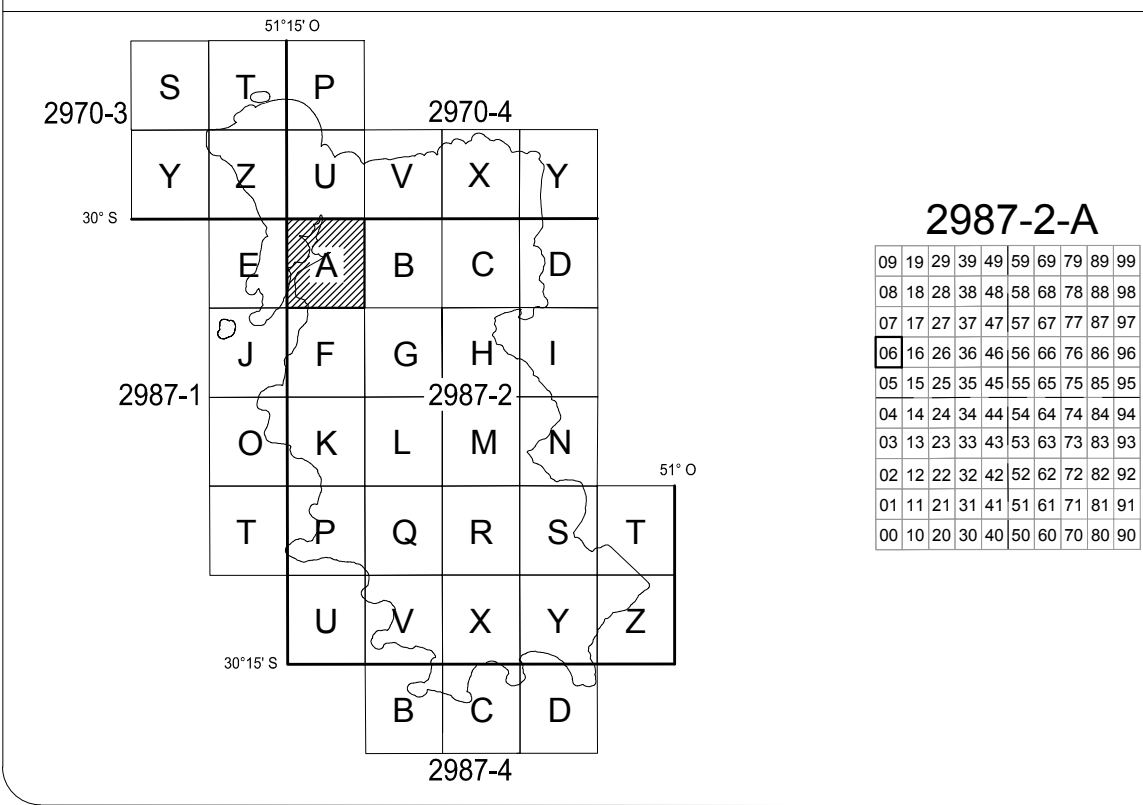 51°15' O
S T P
2970-3 2970-4
Y Z U V X Y
30° S
E A B C D
J F G H I
2987-1 2987-2
O K L M N
51° O
T P Q R S T
U V X Y Z
30°15' S
B C D
2987-4
2987-2-A
09 19 29 39 49 59 69 79 89 99
08 18 28 38 48 58 68 78 88 98
07 17 27 37 47 57 67 77 87 97
06 16 26 36 46 56 66 76 86 96
05 15 25 35 45 55 65 75 85 95
04 14 24 34 44 54 64 74 84 94
03 13 23 33 43 53 63 73 83 93
02 12 22 32 42 52 62 72 82 92
01 11 21 31 41 51 61 71 81 91
00 10 20 30 40 50 60 70 80 90